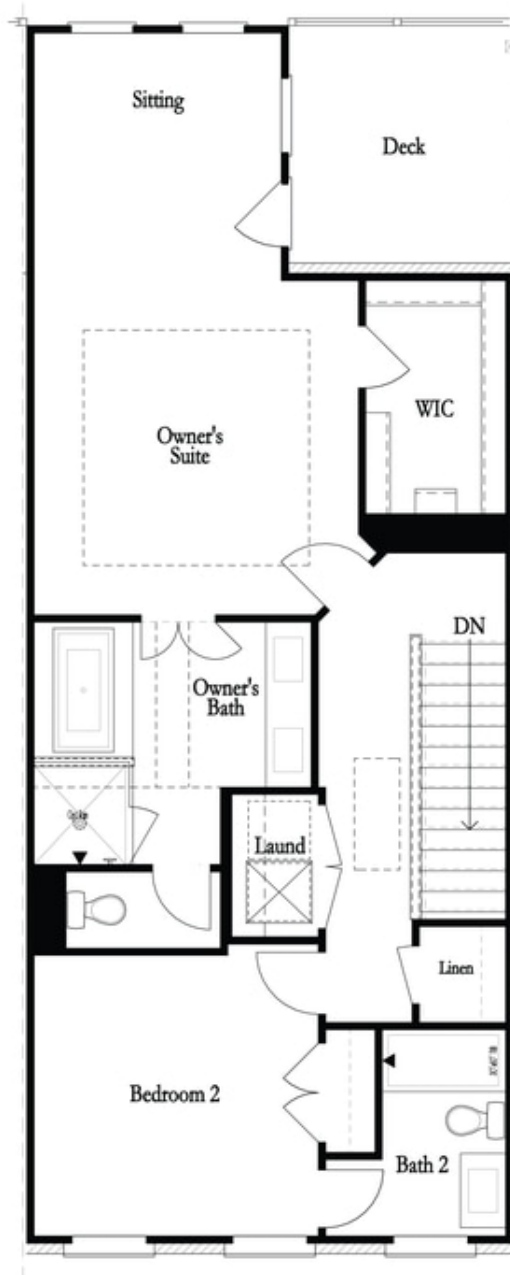 Sitting
Deck
Owner's
Suite
WIC
DN
Owner's
Bath
Laund
Linen
Bedroom 2
Bath 2